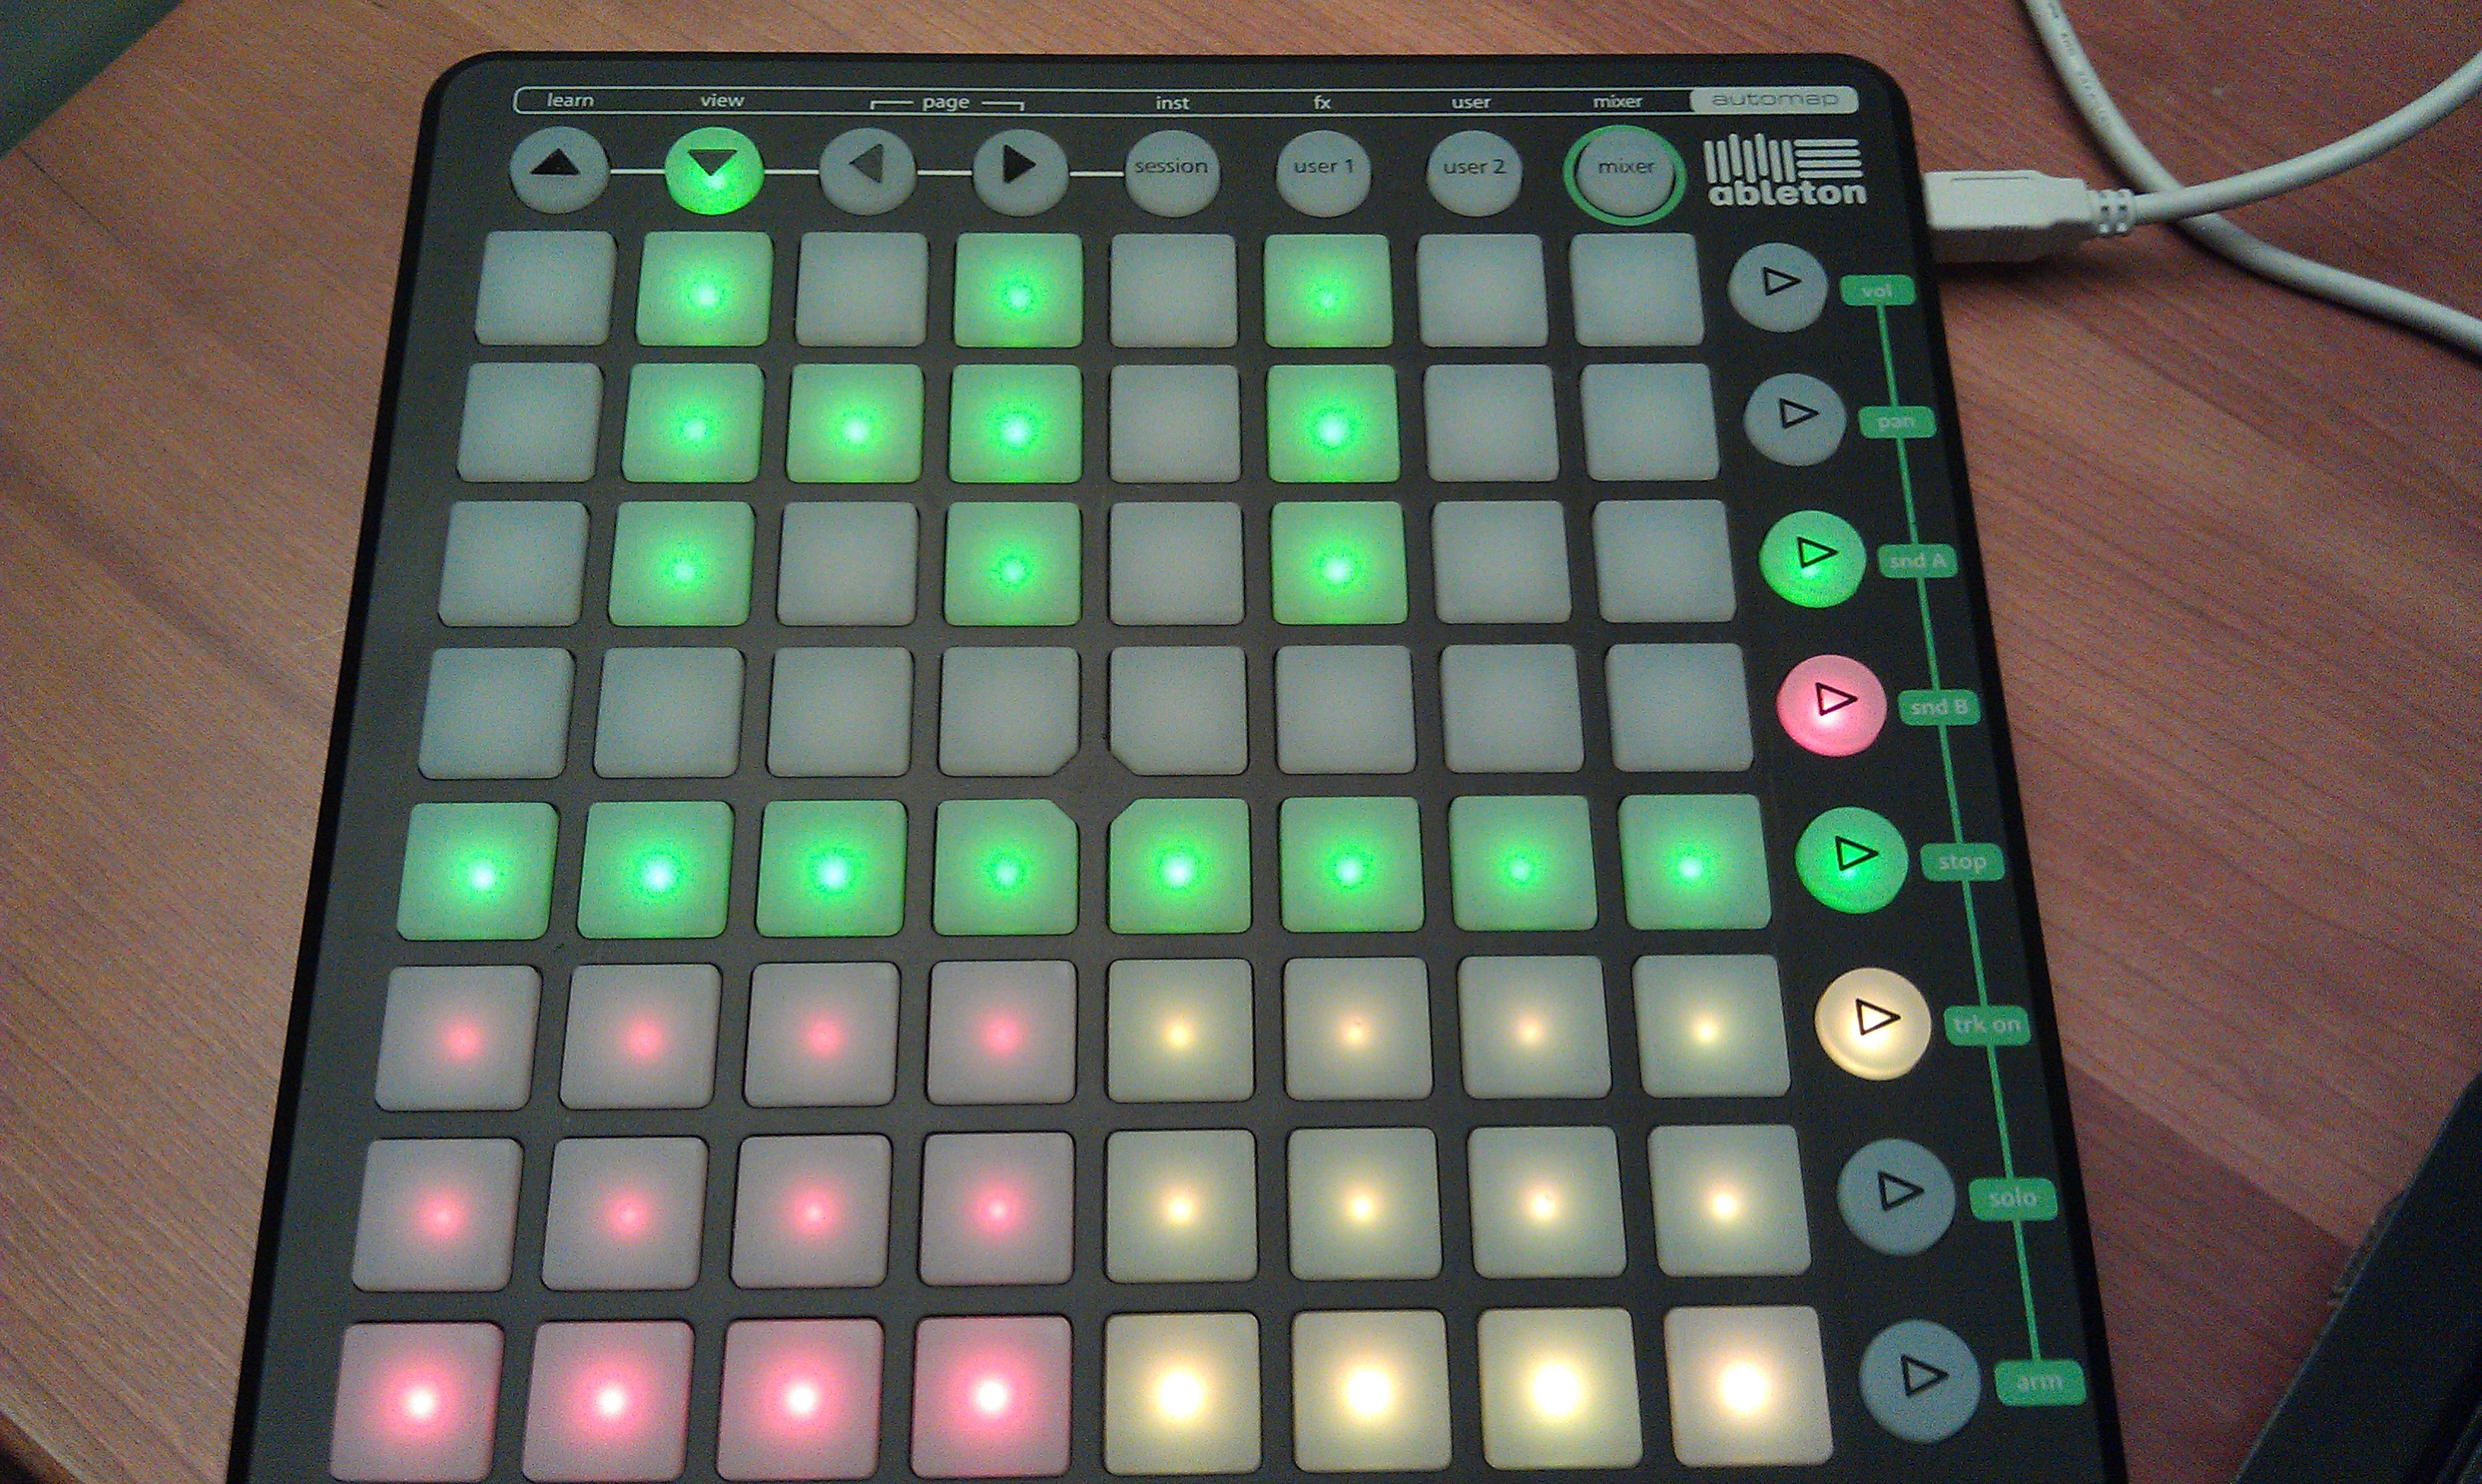 learn view page inst fx user mixer automap
session user 1 user 2 mixer
ableton
vol
pan
snd A
snd B
stop
trk on
solo
arm
HI